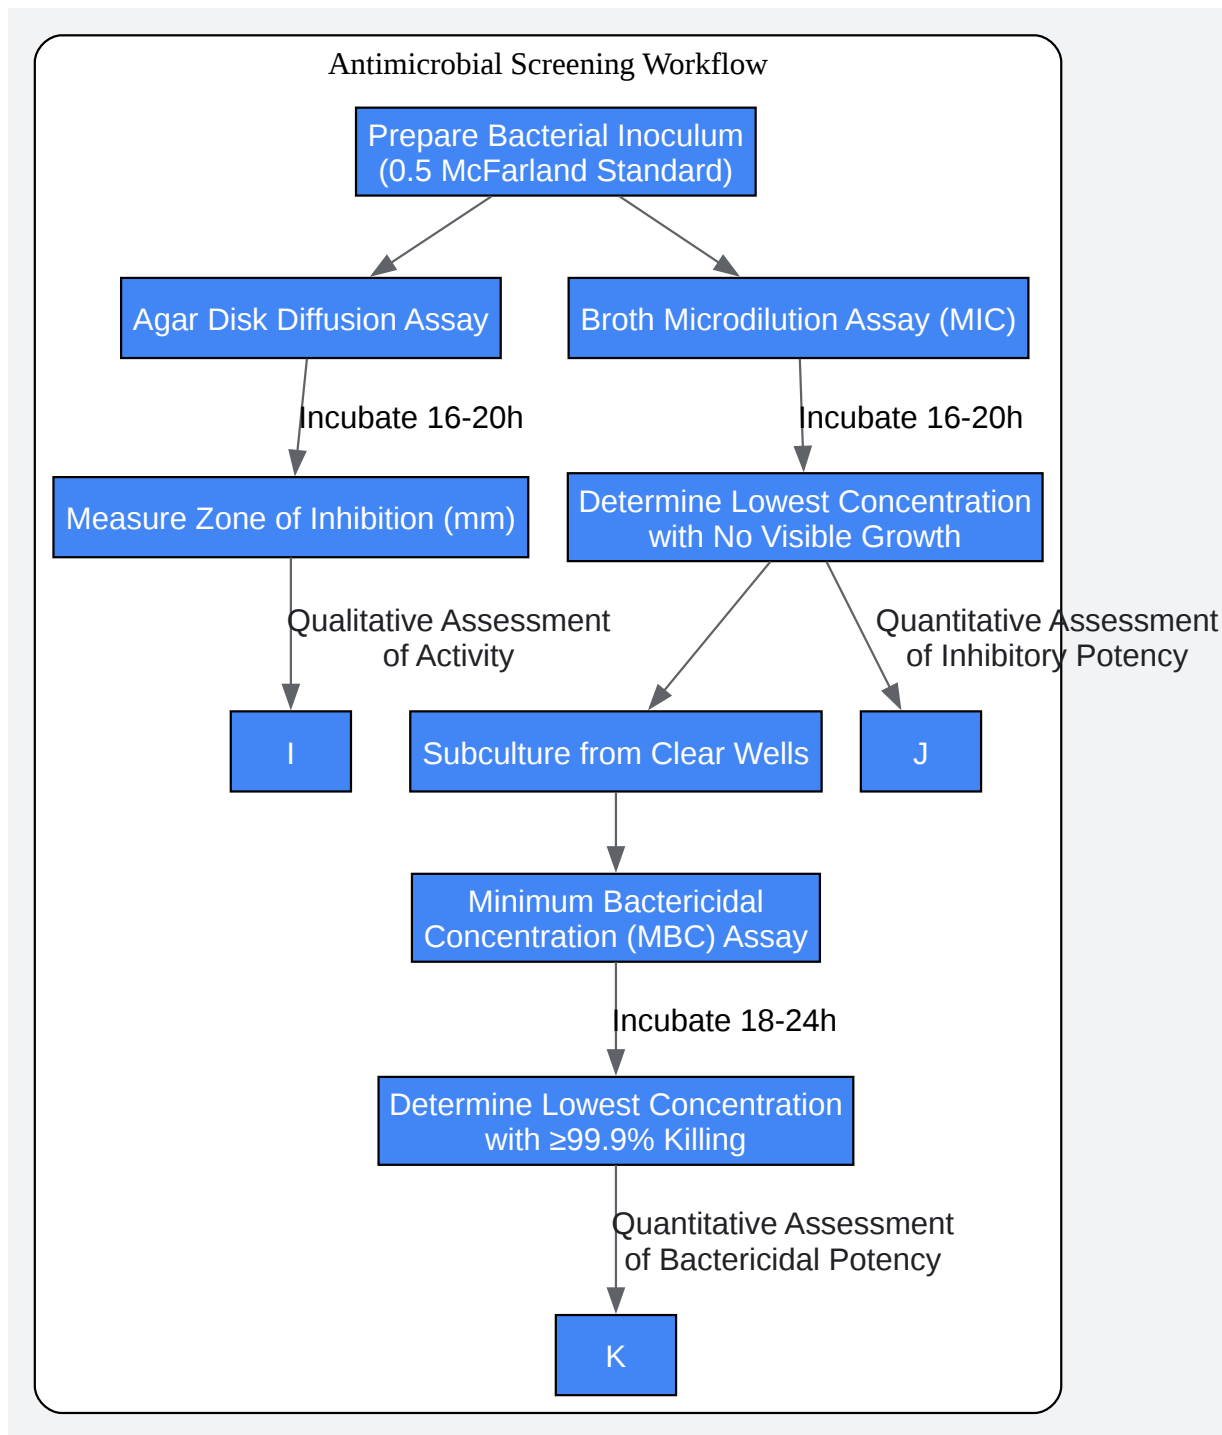 Antimicrobial Screening Workflow
Prepare Bacterial Inoculum
(0.5 McFarland Standard)
Agar Disk Diffusion Assay
Broth Microdilution Assay (MIC)
Incubate 16-20h
Incubate 16-20h
Measure Zone of Inhibition (mm)
Determine Lowest Concentration
with No Visible Growth
Qualitative Assessment
of Activity
Quantitative Assessment
of Inhibitory Potency
I
Subculture from Clear Wells
J
Minimum Bactericidal
Concentration (MBC) Assay
Incubate 18-24h
Determine Lowest Concentration
with ≥99.9% Killing
Quantitative Assessment
of Bactericidal Potency
K